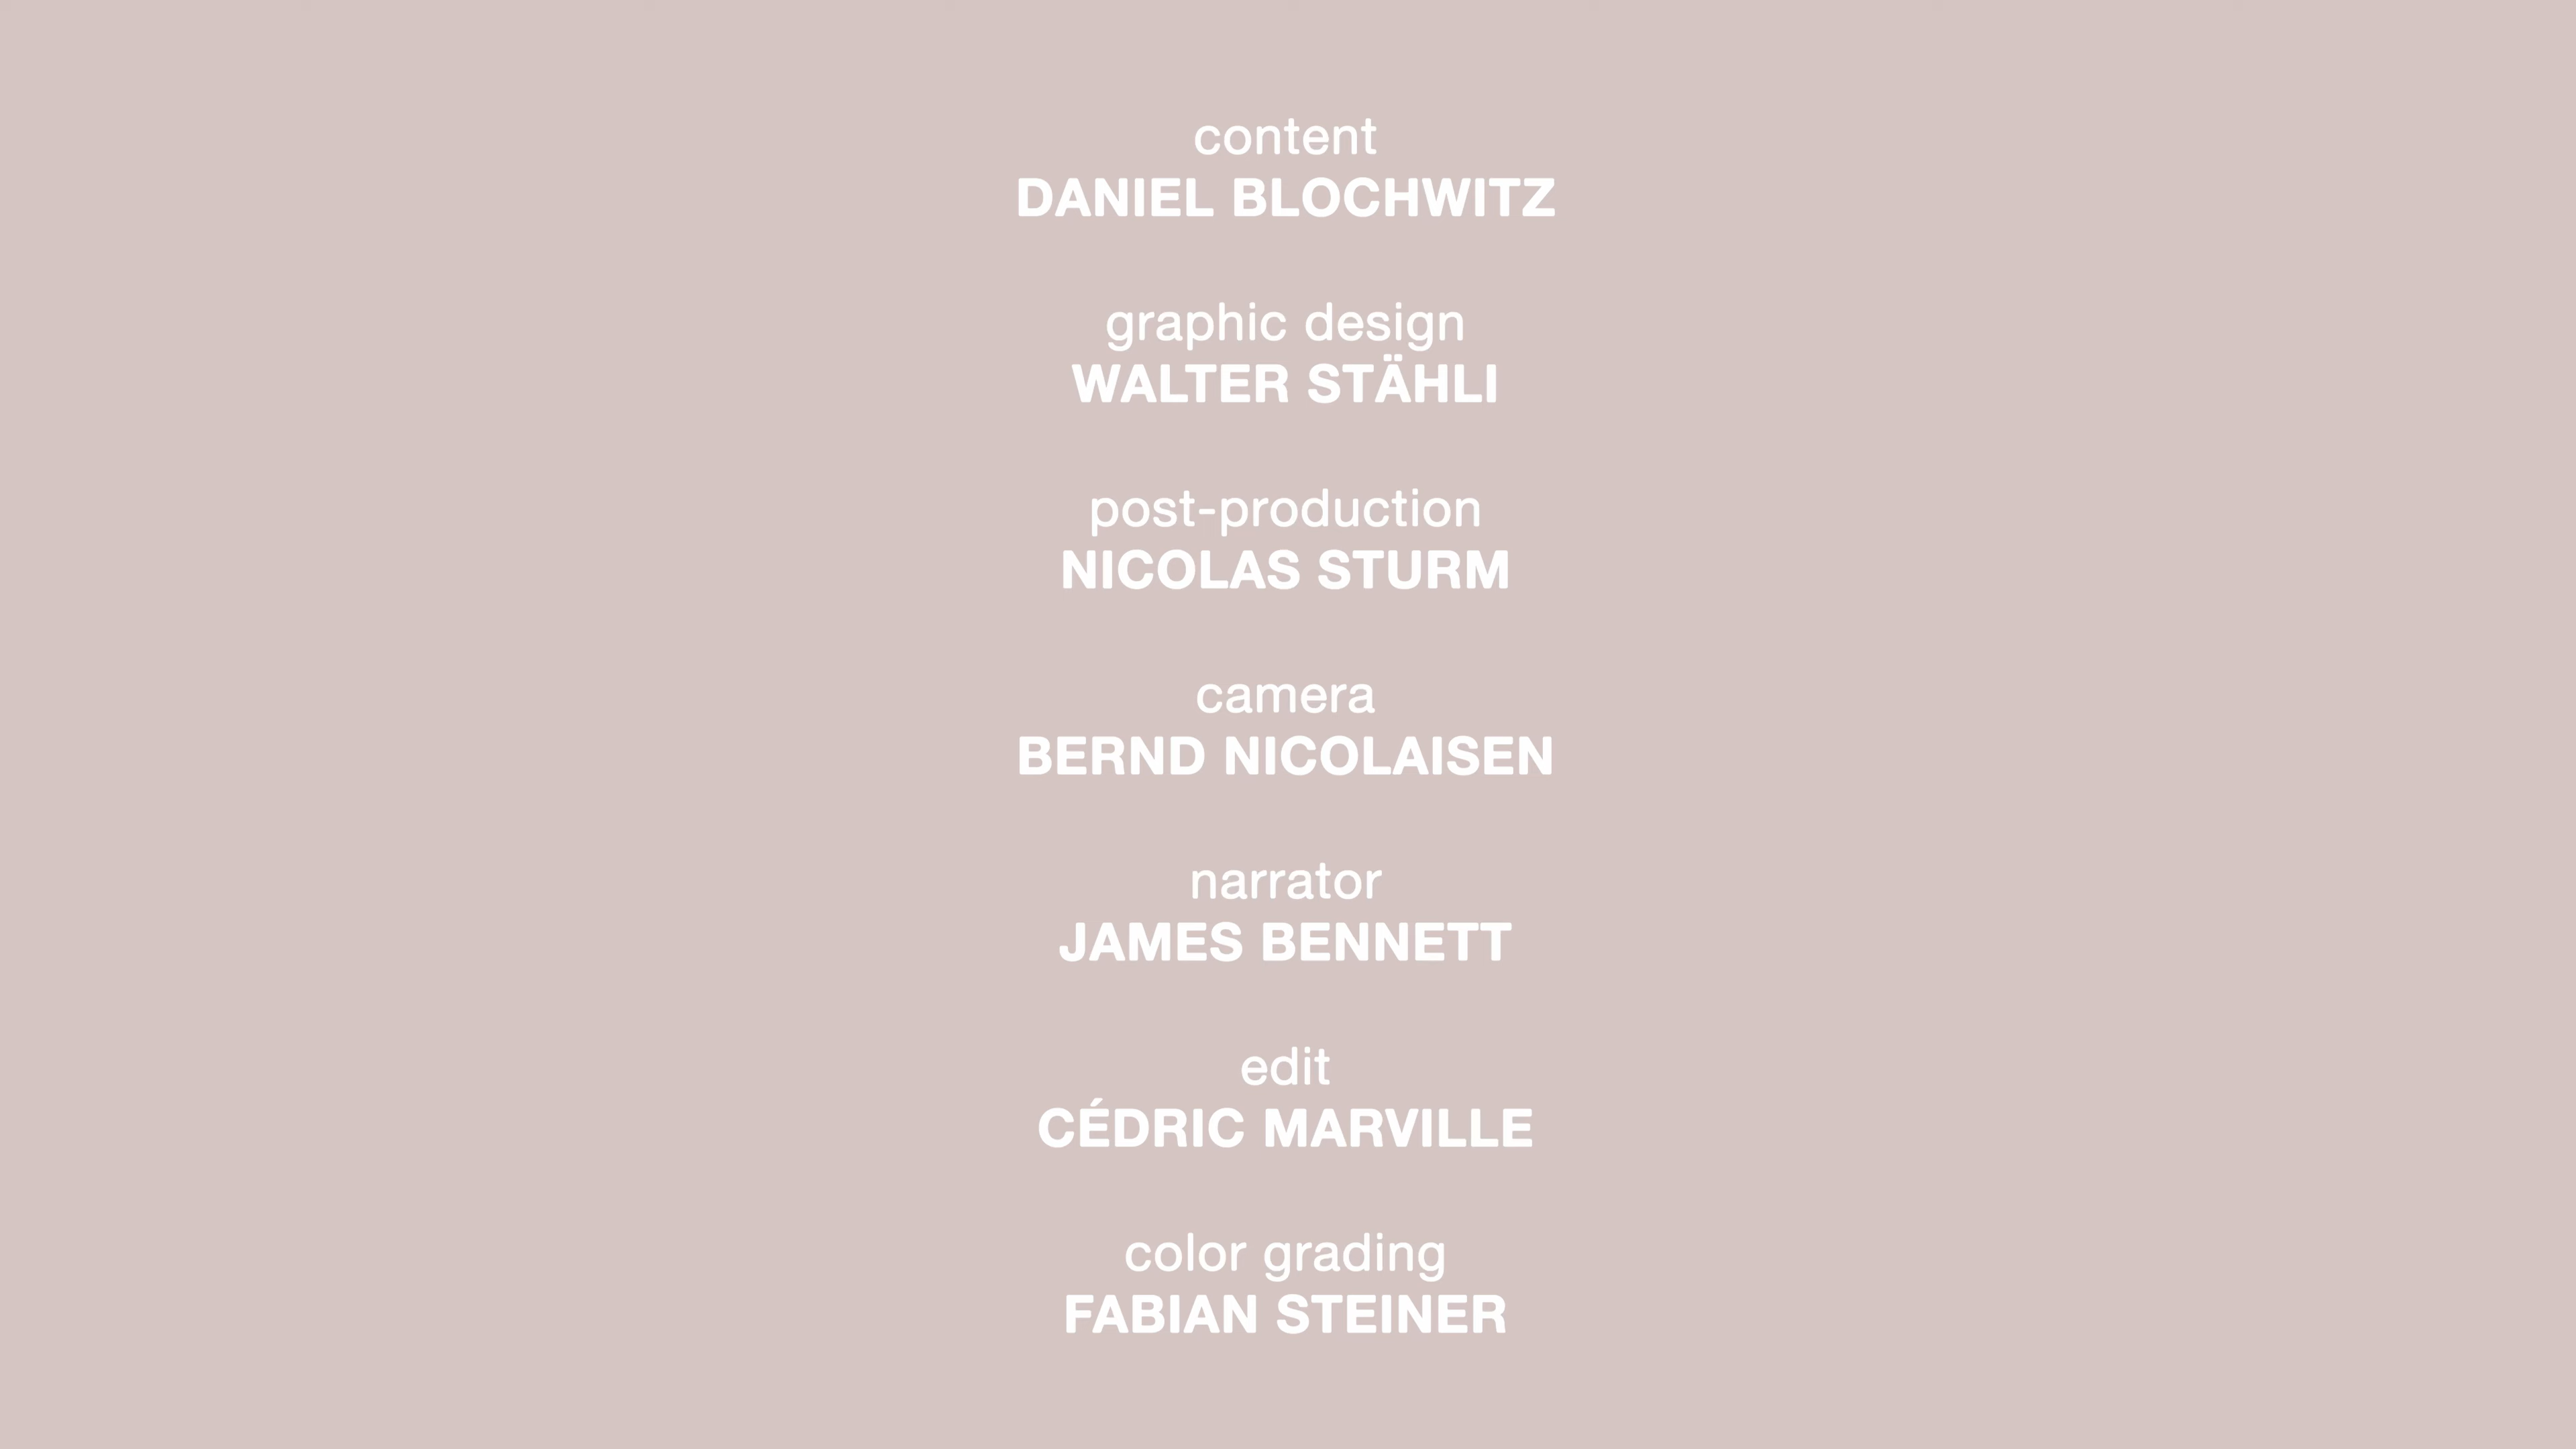 content
DANIEL BLOCHWITZ
graphic design
WALTER STÄHLI
post-production
NICOLAS STURM
camera
BERND NICOLAISEN
narrator
JAMES BENNETT
edit
CÉDRIC MARVILLE
color grading
FABIAN STEINER